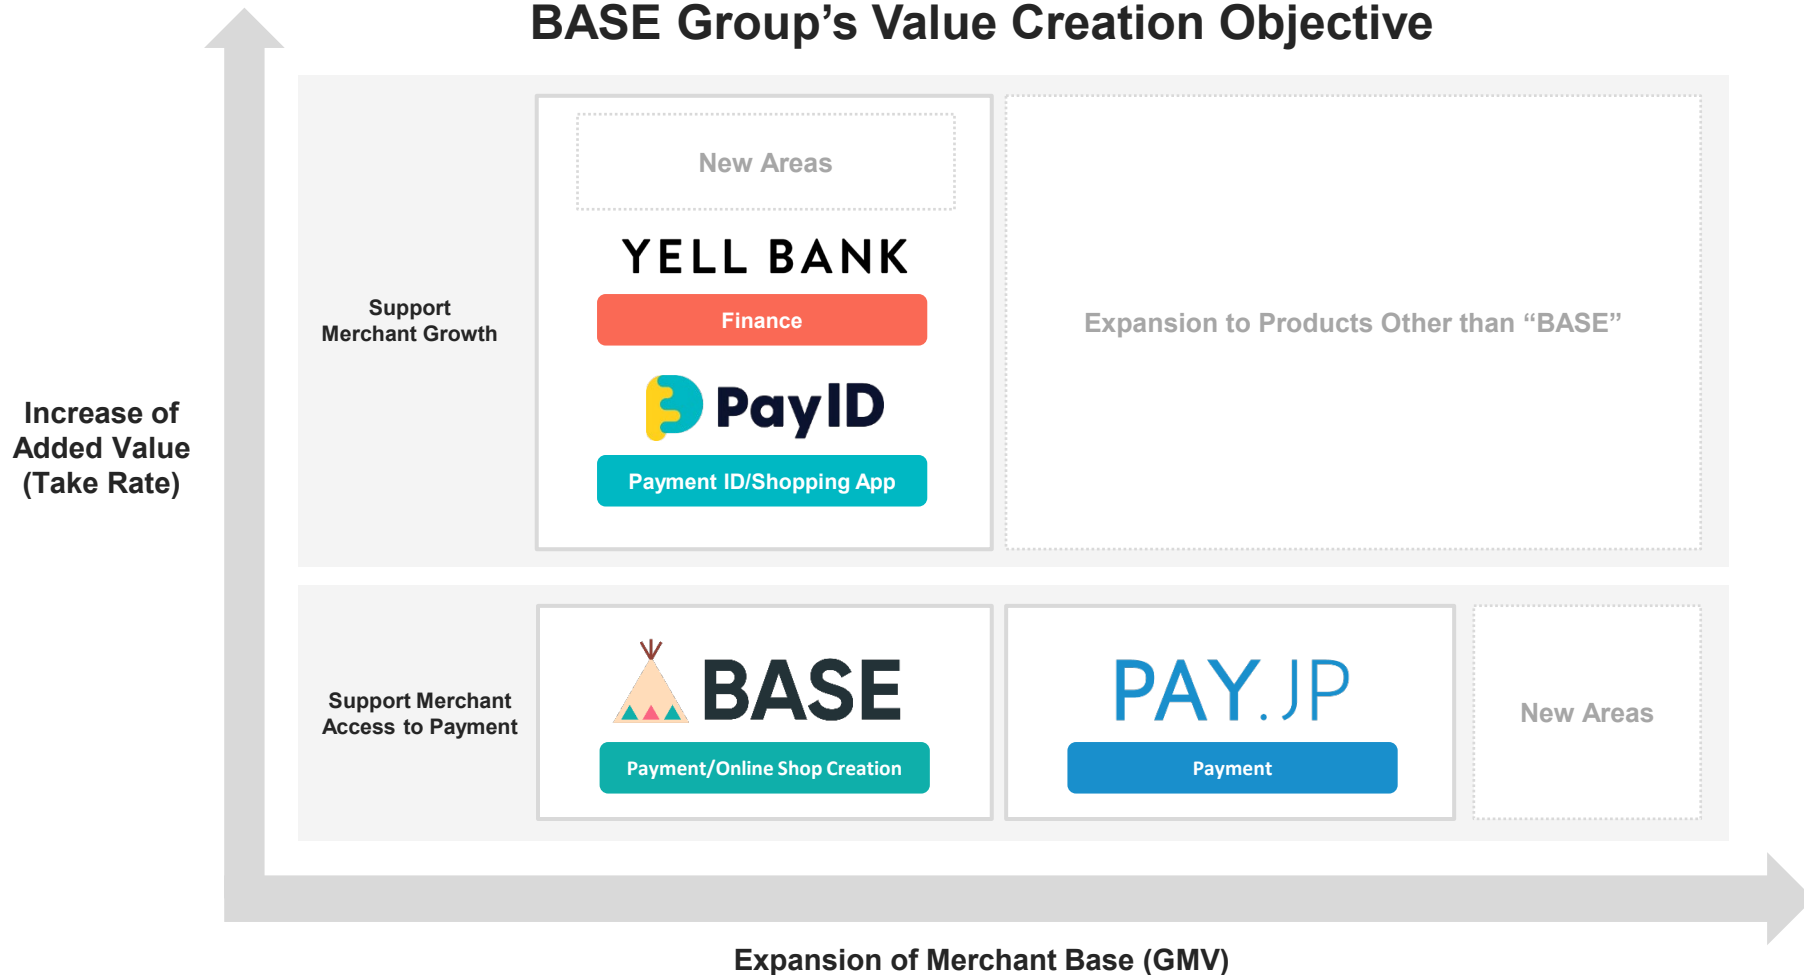 BASE Group’s Value Creation Objective
New Areas
YELL BANK
Support
Merchant Growth
Finance
Expansion to Products Other than “BASE”
PayID
Payment ID/Shopping App
Increase of
Added Value
(Take Rate)
Support Merchant
Access to Payment
BASE
Payment/Online Shop Creation
PAY.JP
Payment
New Areas
Expansion of Merchant Base (GMV)